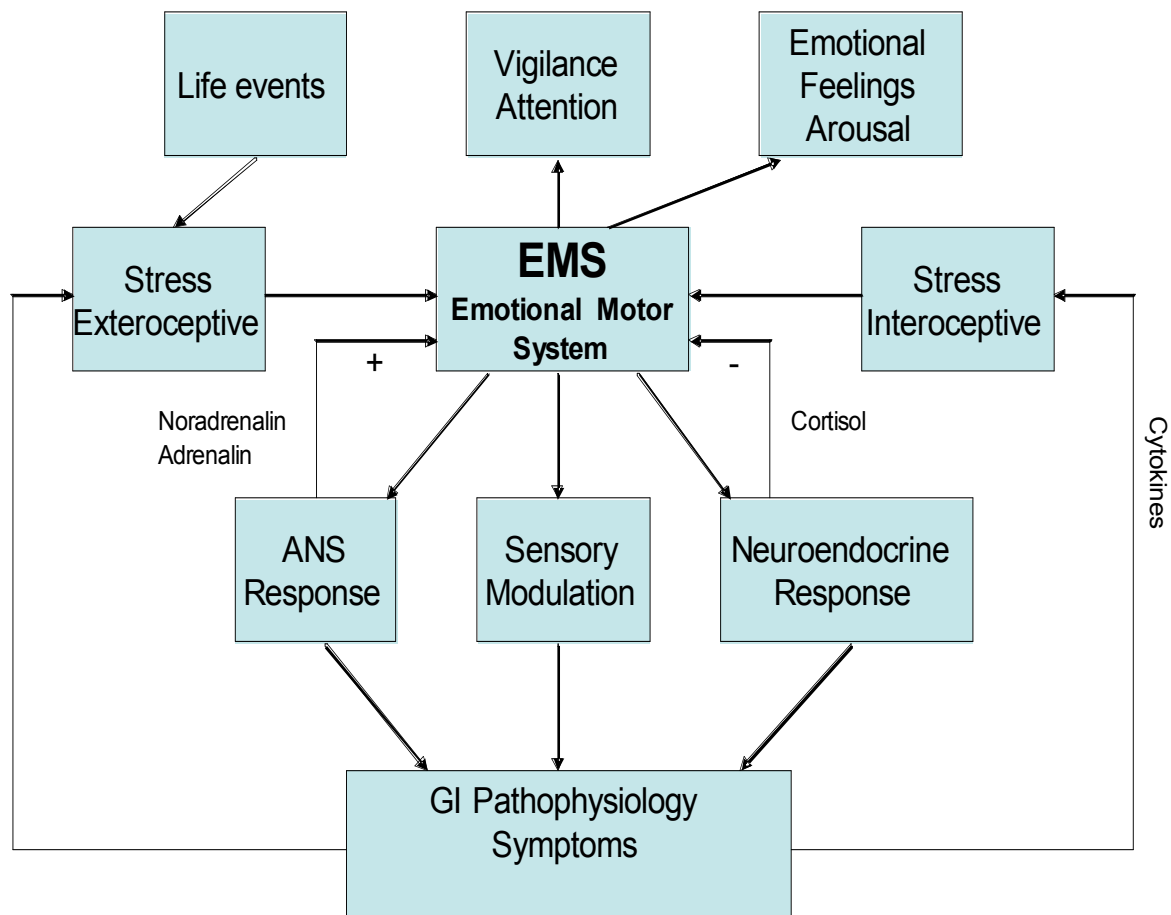 Life events
Vigilance
Attention
Emotional
Feelings
Arousal
Stress
Exteroceptive
EMS
Emotional Motor
System
Stress
Interoceptive
+
-
Noradrenalin
Adrenalin
Cortisol
Cytokines
ANS
Response
Sensory
Modulation
Neuroendocrine
Response
GI Pathophysiology
Symptoms